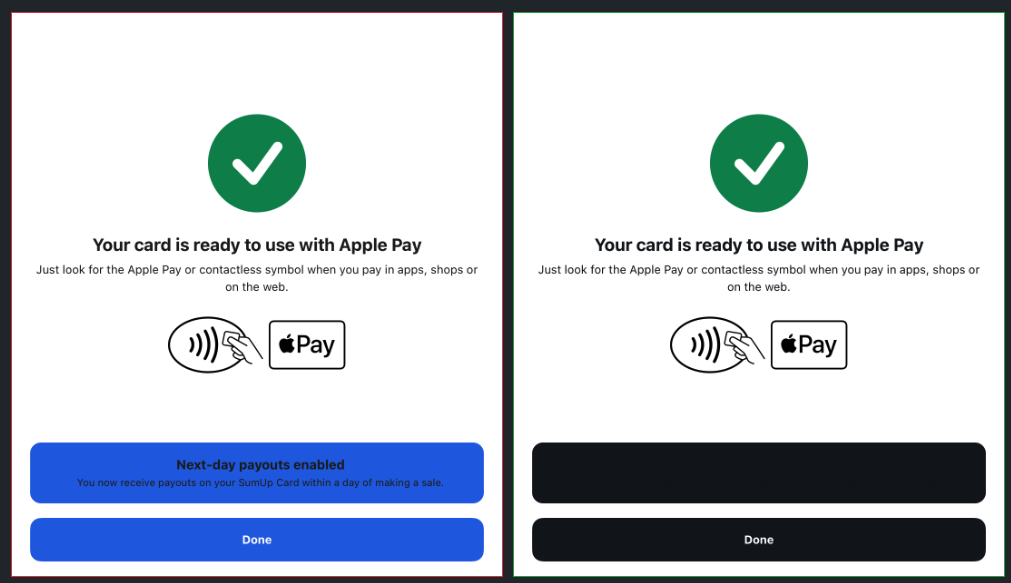 Your card is ready to use with Apple Pay
Just look for the Apple Pay or contactless symbol when you pay in apps, shops or
on the web.
Pay
Next-day payouts enabled
You now receive payouts on your SumUp Card within a day of making a sale.
Done
Your card is ready to use with Apple Pay
Just look for the Apple Pay or contactless symbol when you pay in apps, shops or
on the web.
Pay
Done